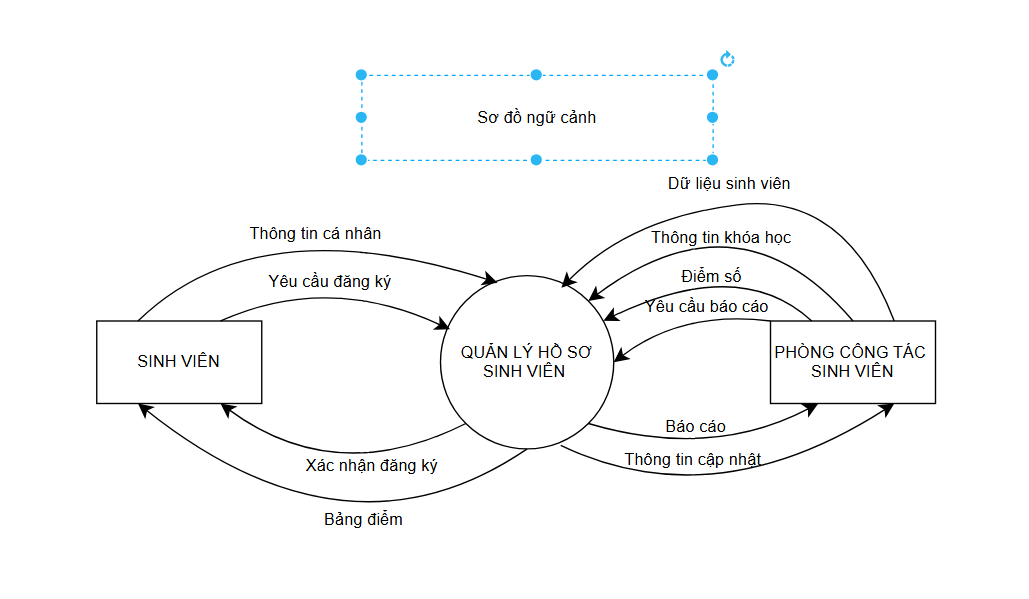 Sơ đồ ngữ cảnh
Dữ liệu sinh viên
Thông tin cá nhân
Thông tin khóa học
Yêu cầu đăng ký
Điểm số
Yêu cầu báo cáo
SINH VIÊN
QUẢN LÝ HỒ SƠ
SINH VIÊN
PHÒNG CÔNG TÁC
SINH VIÊN
Báo cáo
Xác nhận đăng ký
Thông tin cập nhật
Bảng điểm